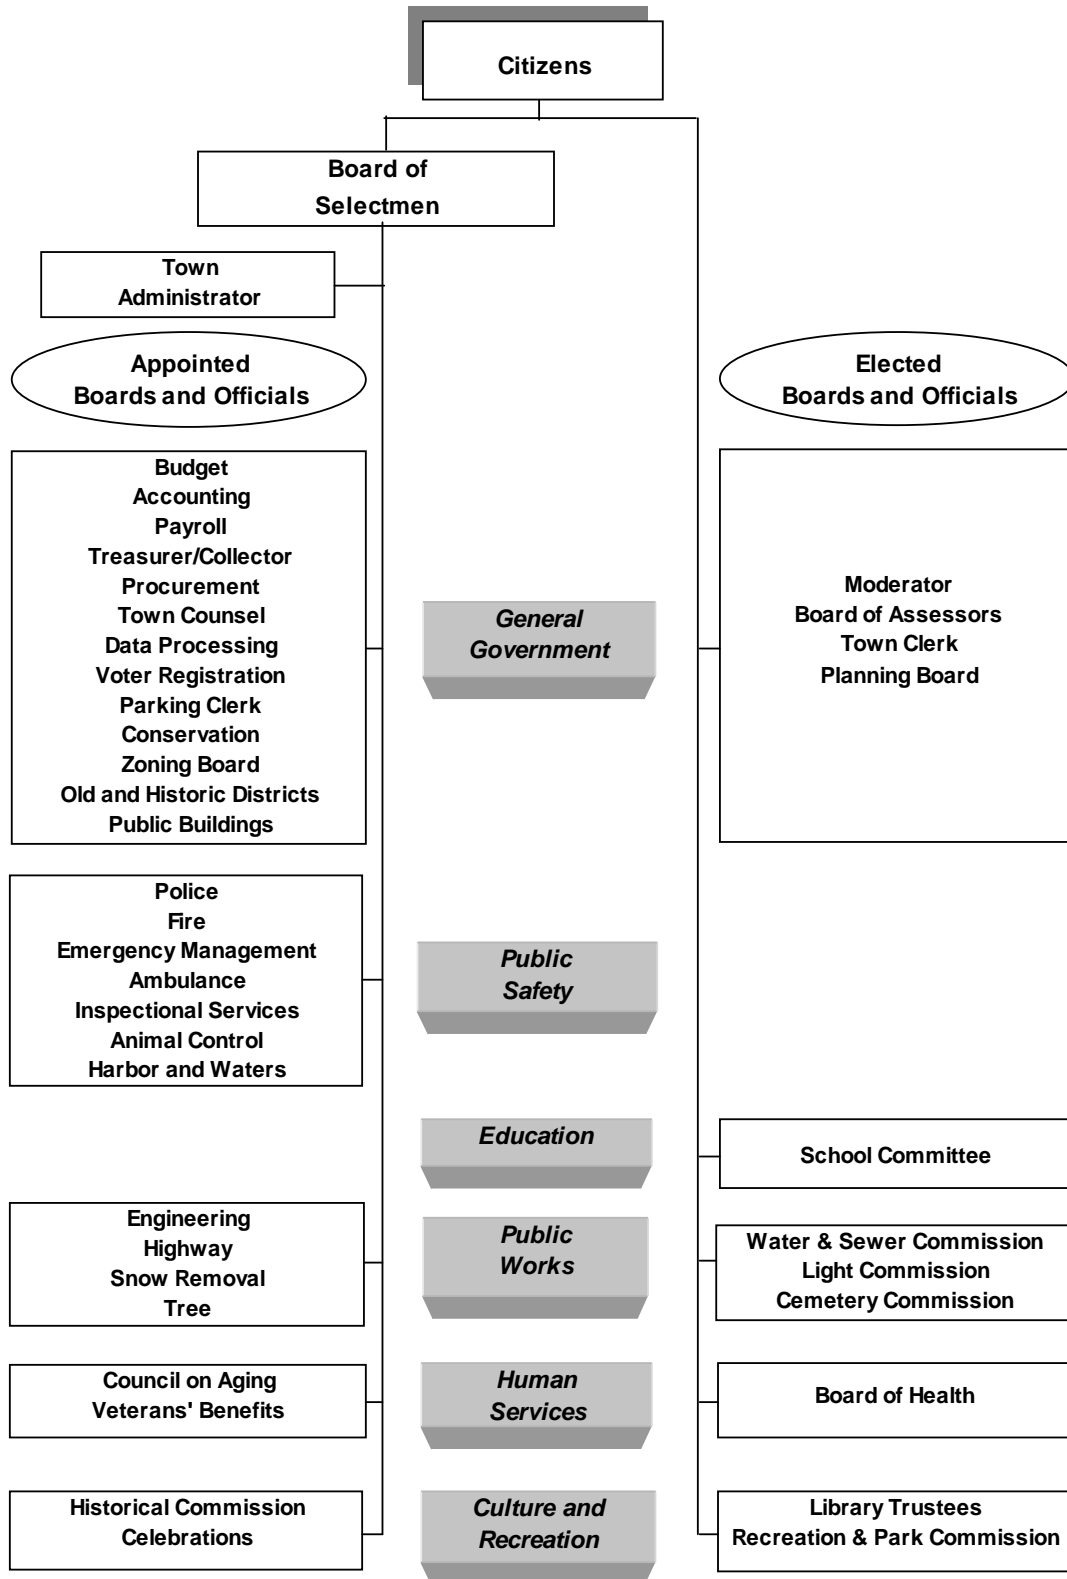 Citizens
Board of
Selectmen
Town
Administrator
Appointed
Boards and Officials
Elected
Boards and Officials
Budget
Accounting
Payroll
Treasurer/Collector
Procurement
Town Counsel
Data Processing
Voter Registration
Parking Clerk
Conservation
Zoning Board
Old and Historic Districts
Public Buildings
General
Government
Moderator
Board of Assessors
Town Clerk
Planning Board
Police
Fire
Emergency Management
Ambulance
Inspectional Services
Animal Control
Harbor and Waters
Public
Safety
Education
School Committee
Engineering
Highway
Snow Removal
Tree
Public
Works
Water & Sewer Commission
Light Commission
Cemetery Commission
Council on Aging
Veterans' Benefits
Human
Services
Board of Health
Historical Commission
Celebrations
Culture and
Recreation
Library Trustees
Recreation & Park Commission